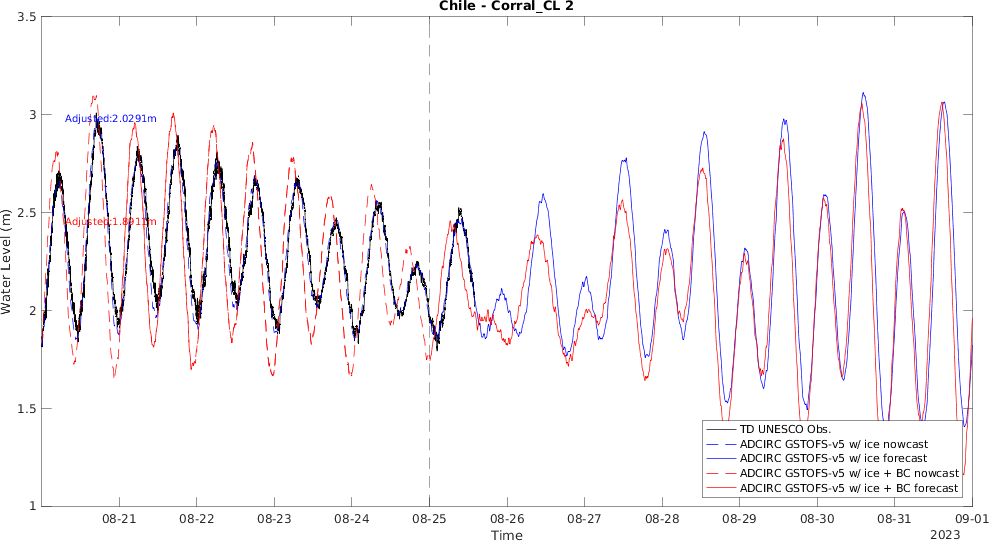 Chile - Corral_CL 2
3.5
3
2.5
2
1.5
1
Water Level (m)
Adjusted:2.0291m
Adjusted:1.8911m
TD UNESCO Obs.
ADCIRC GSTOFS-v5 w/ ice nowcast
ADCIRC GSTOFS-v5 w/ ice forecast
ADCIRC GSTOFS-v5 w/ ice + BC nowcast
ADCIRC GSTOFS-v5 w/ ice + BC forecast
08-21 08-22 08-23 08-24 08-25 08-26 08-27 08-28 08-29 08-30 08-31 09-01
Time
2023